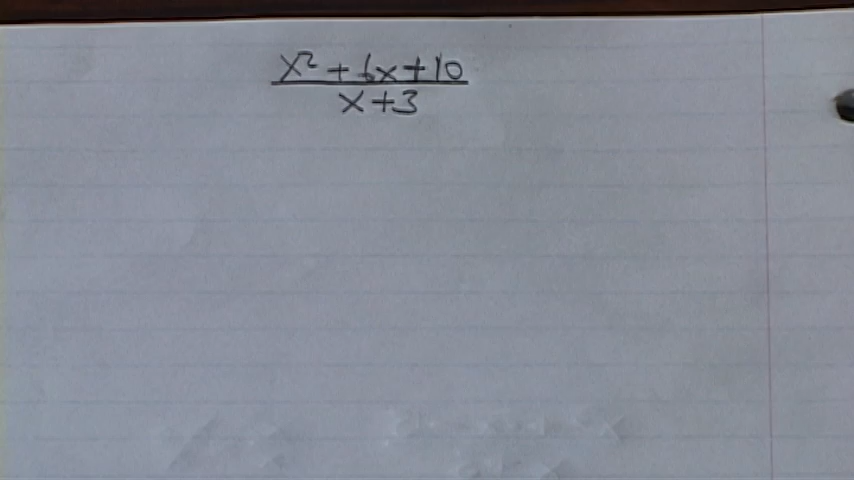 x² + 6x + 10
x + 3